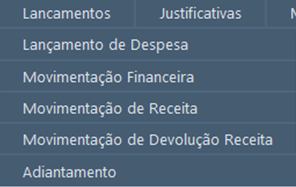 Lancamentos Justificativas
Lançamento de Despesa
Movimentação Financeira
Movimentação de Receita
Movimentação de Devolução Receita
Adiantamento